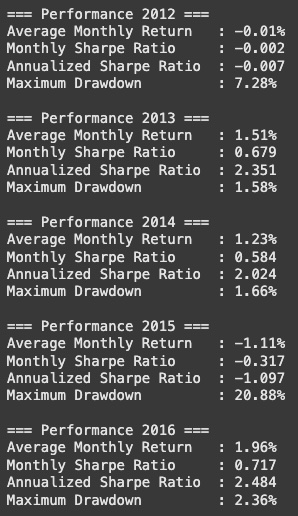 === Performance 2012 ===
Average Monthly Return   : -0.01%
Monthly Sharpe Ratio     : -0.002
Annualized Sharpe Ratio  : -0.007
Maximum Drawdown         : 7.28%

=== Performance 2013 ===
Average Monthly Return   : 1.51%
Monthly Sharpe Ratio     : 0.679
Annualized Sharpe Ratio  : 2.351
Maximum Drawdown         : 1.58%

=== Performance 2014 ===
Average Monthly Return   : 1.23%
Monthly Sharpe Ratio     : 0.584
Annualized Sharpe Ratio  : 2.024
Maximum Drawdown         : 1.66%

=== Performance 2015 ===
Average Monthly Return   : -1.11%
Monthly Sharpe Ratio     : -0.317
Annualized Sharpe Ratio  : -1.097
Maximum Drawdown         : 20.88%

=== Performance 2016 ===
Average Monthly Return   : 1.96%
Monthly Sharpe Ratio     : 0.717
Annualized Sharpe Ratio  : 2.484
Maximum Drawdown         : 2.36%